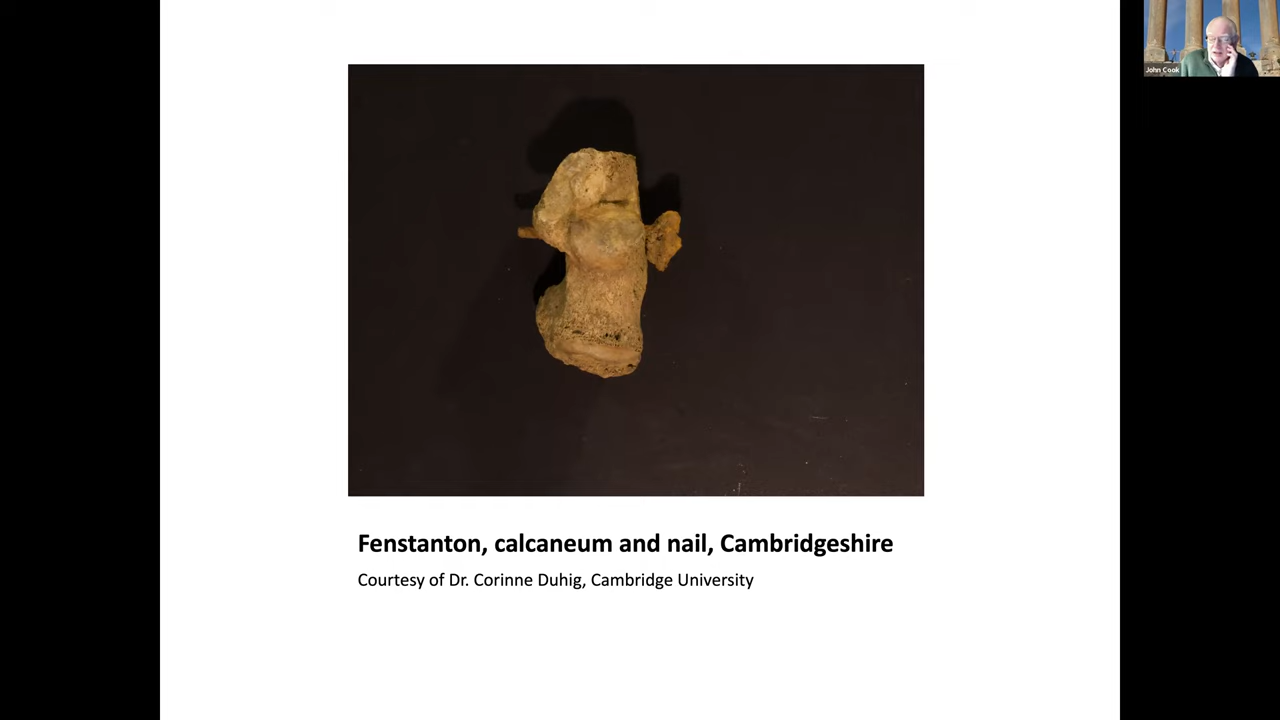 John Cook
Fenstanton, calcaneum and nail, Cambridgeshire
Courtesy of Dr. Corinne Duhig, Cambridge University